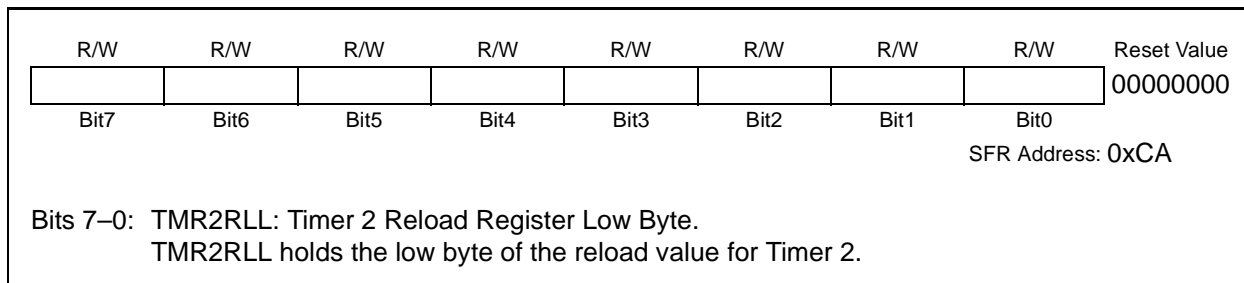 R/W R/W R/W R/W R/W R/W R/W R/W Reset Value
00000000
Bit7 Bit6 Bit5 Bit4 Bit3 Bit2 Bit1 Bit0
SFR Address: 0xCA
Bits 7–0: TMR2RLL: Timer 2 Reload Register Low Byte.
TMR2RLL holds the low byte of the reload value for Timer 2.